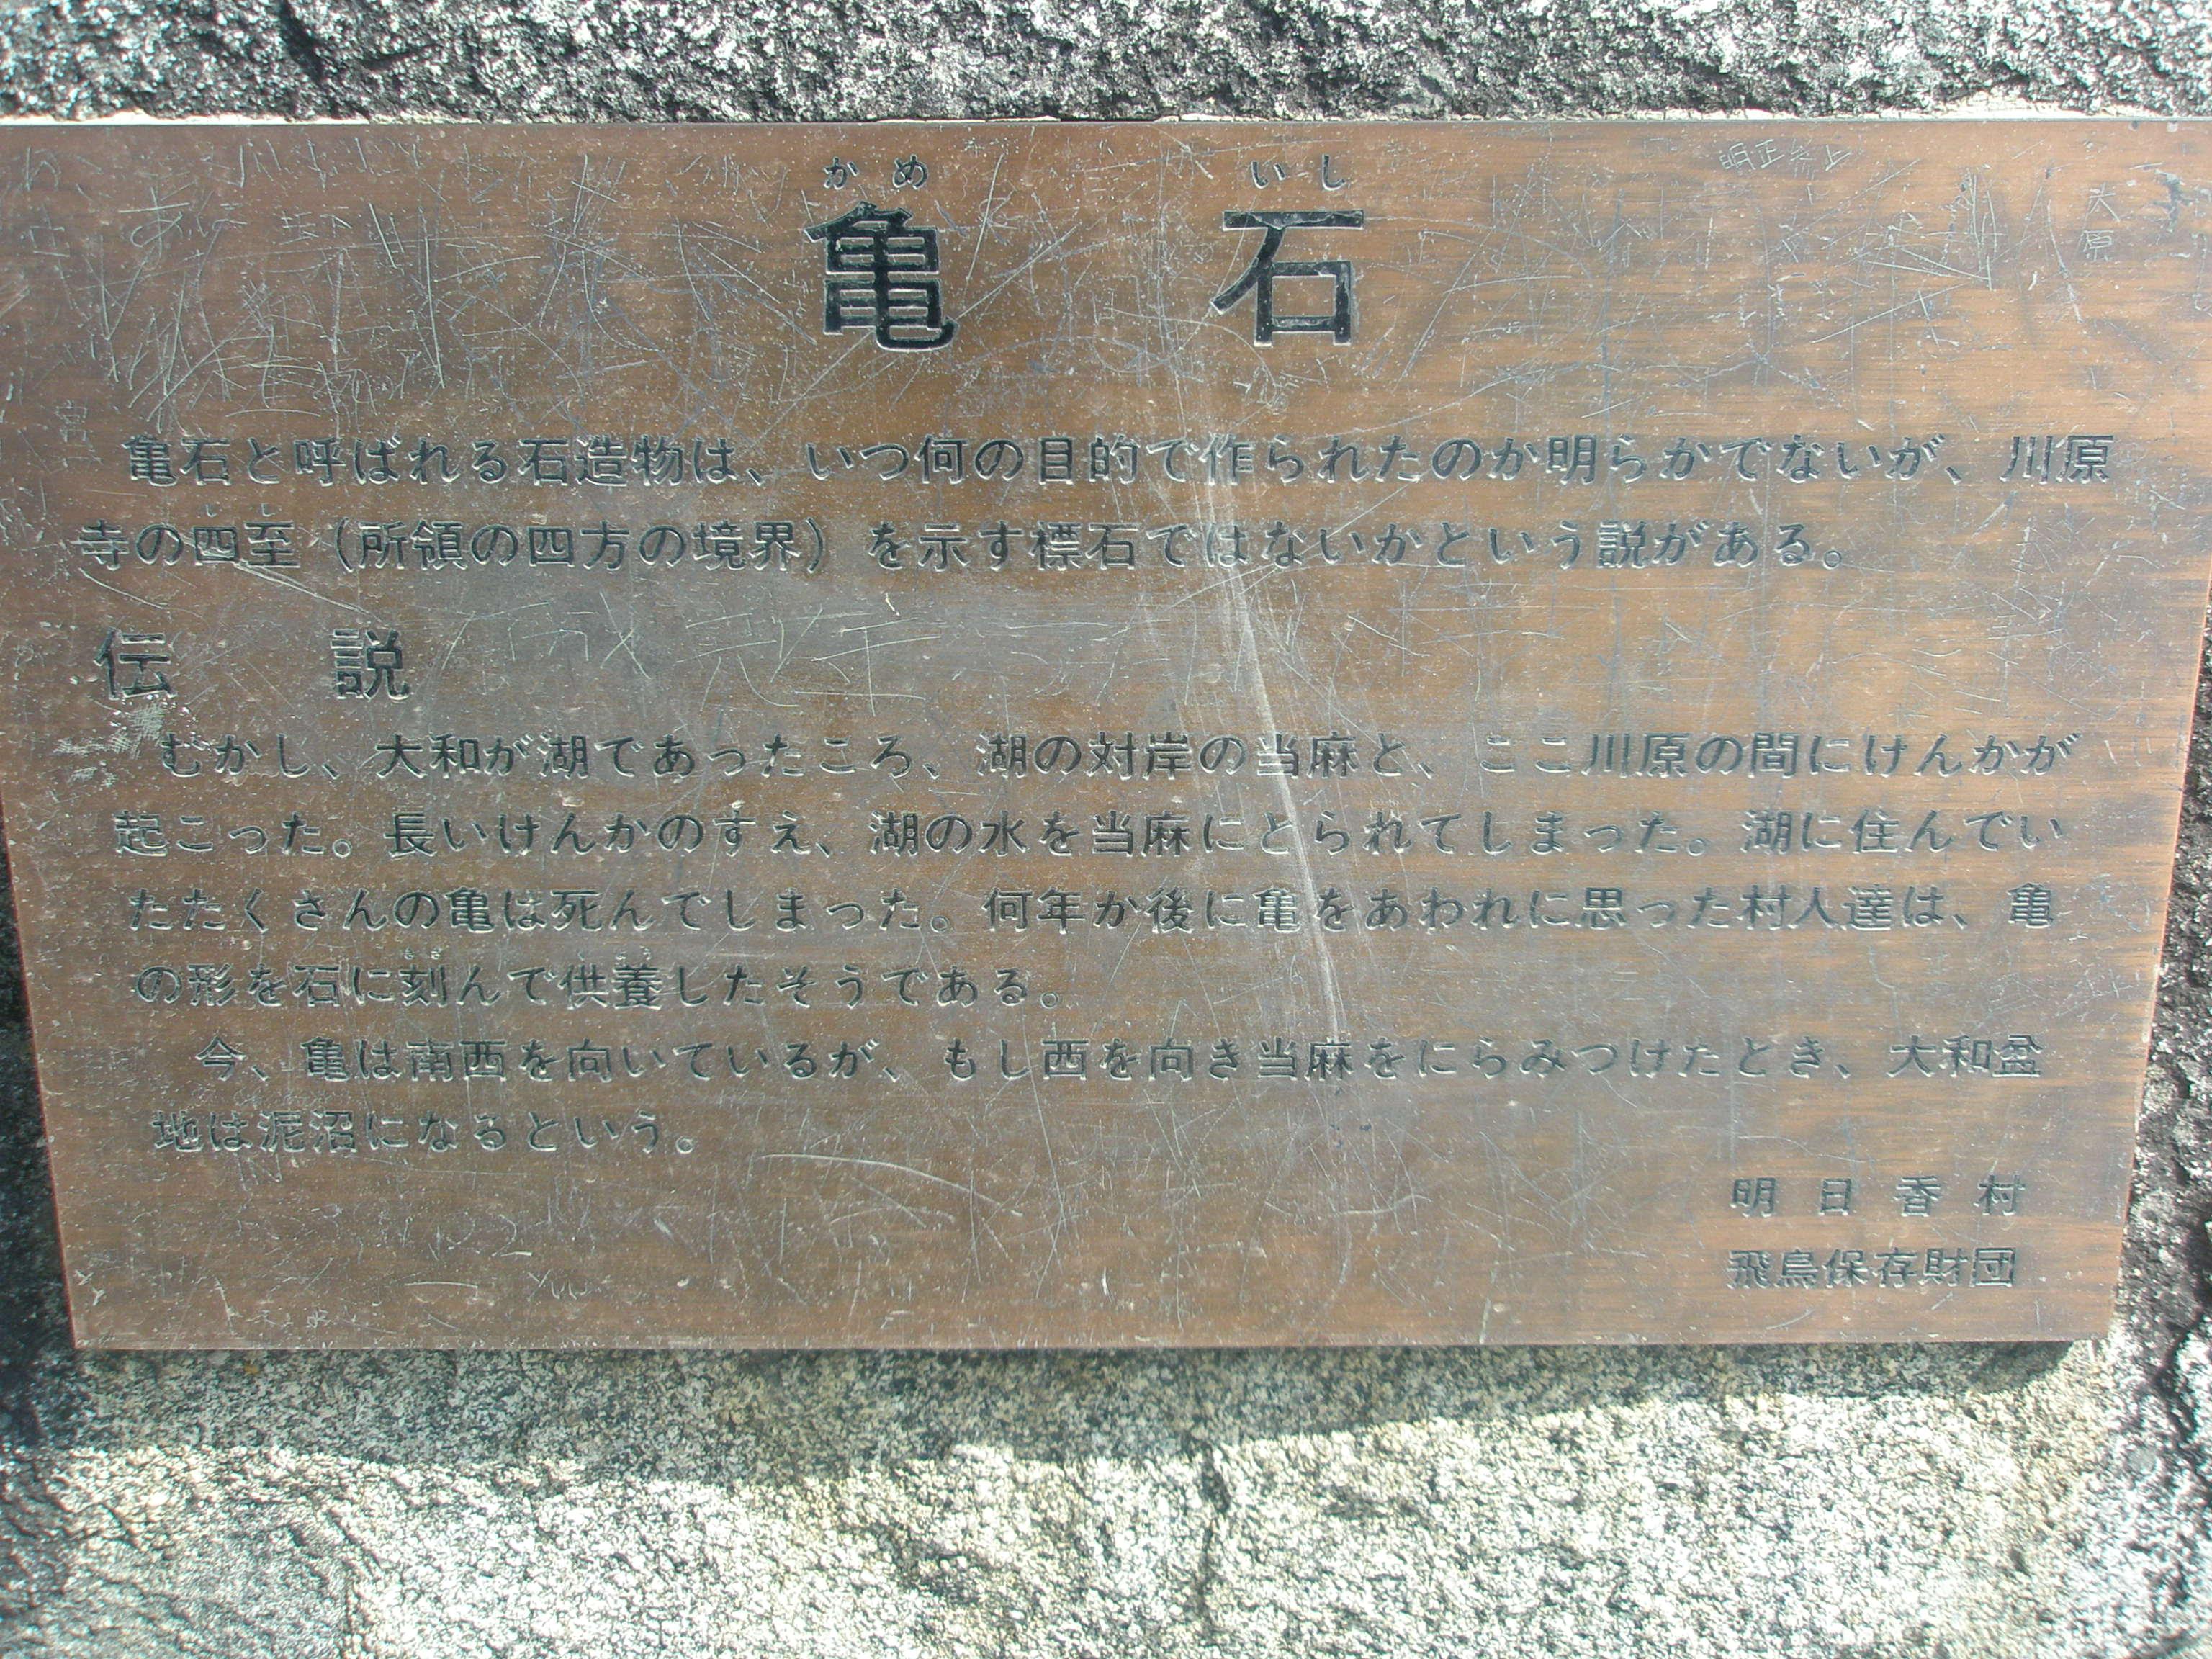 かめ いし
亀 石
亀石と呼ばれる石造物は、いつ何の目的で作られたのか明らかでないが、川原
寺の四至（所領の四方の境界）を示す標石ではないかという説がある。
伝 説
むかし、大和が湖であったころ、湖の対岸の当麻と、ここ川原の間にけんかが
起こった。長いけんかのすえ、湖の水を当麻にとられてしまった。湖に住んでい
たたくさんの亀は死んでしまった。何年か後に亀をあわれに思った村人達は、亀
の形を石に刻んで供養したそうである。
今、亀は南西を向いているが、もし西を向き当麻をにらみつけたとき、大和盆
地は泥沼になるという。
明日香村
飛鳥保存財団